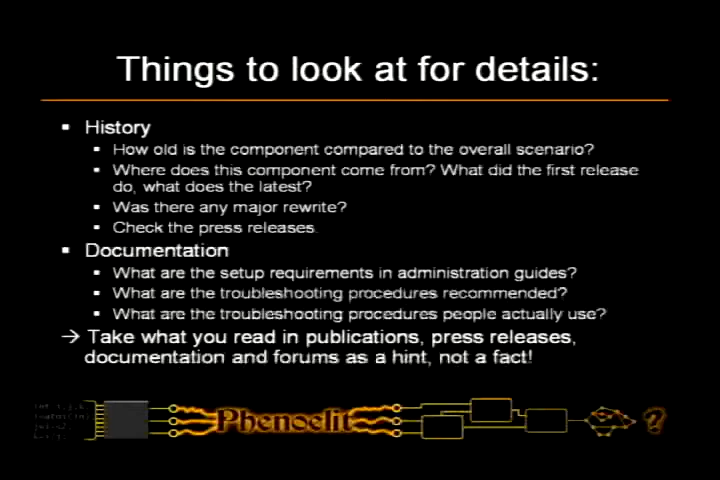 Things to look at for details:
▪ History
▪ How old is the component compared to the overall scenario?
▪ Where does this component come from? What did the first release
do, what does the latest?
▪ Was there any major rewrite?
▪ Check the press releases.
▪ Documentation
▪ What are the setup requirements in administration guides?
▪ What are the troubleshooting procedures recommended?
▪ What are the troubleshooting procedures people actually use?
→ Take what you read in publications, press releases,
documentation and forums as a hint, not a fact!
Phenoelit ?